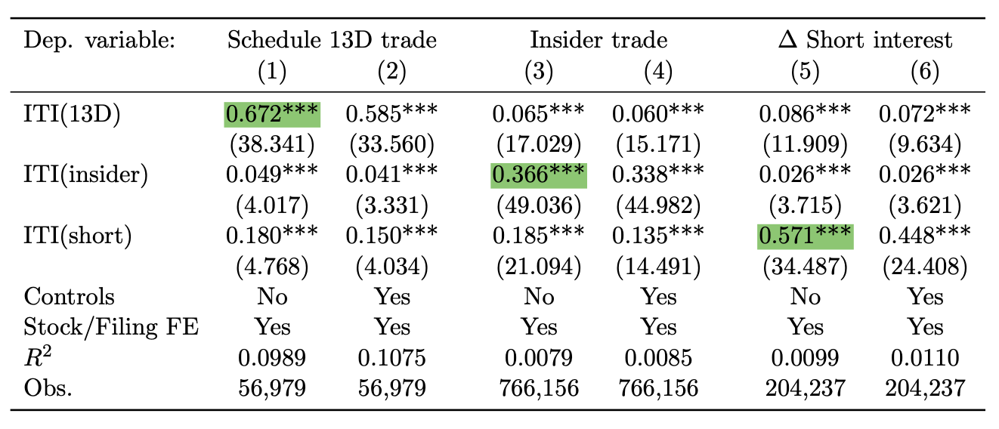 Dep. variable: Schedule 13D trade Insider trade Δ Short interest
(1) (2) (3) (4) (5) (6)
ITI(13D) 0.672*** 0.585*** 0.065*** 0.060*** 0.086*** 0.072***
(38.341) (33.560) (17.029) (15.171) (11.909) (9.634)
ITI(insider) 0.049*** 0.041*** 0.366*** 0.338*** 0.026*** 0.026***
(4.017) (3.331) (49.036) (44.982) (3.715) (3.621)
ITI(short) 0.180*** 0.150*** 0.185*** 0.135*** 0.571*** 0.448***
(4.768) (4.034) (21.094) (14.491) (34.487) (24.408)
Controls No Yes No Yes No Yes
Stock/Filing FE Yes Yes Yes Yes Yes Yes
R² 0.0989 0.1075 0.0079 0.0085 0.0099 0.0110
Obs. 56,979 56,979 766,156 766,156 204,237 204,237